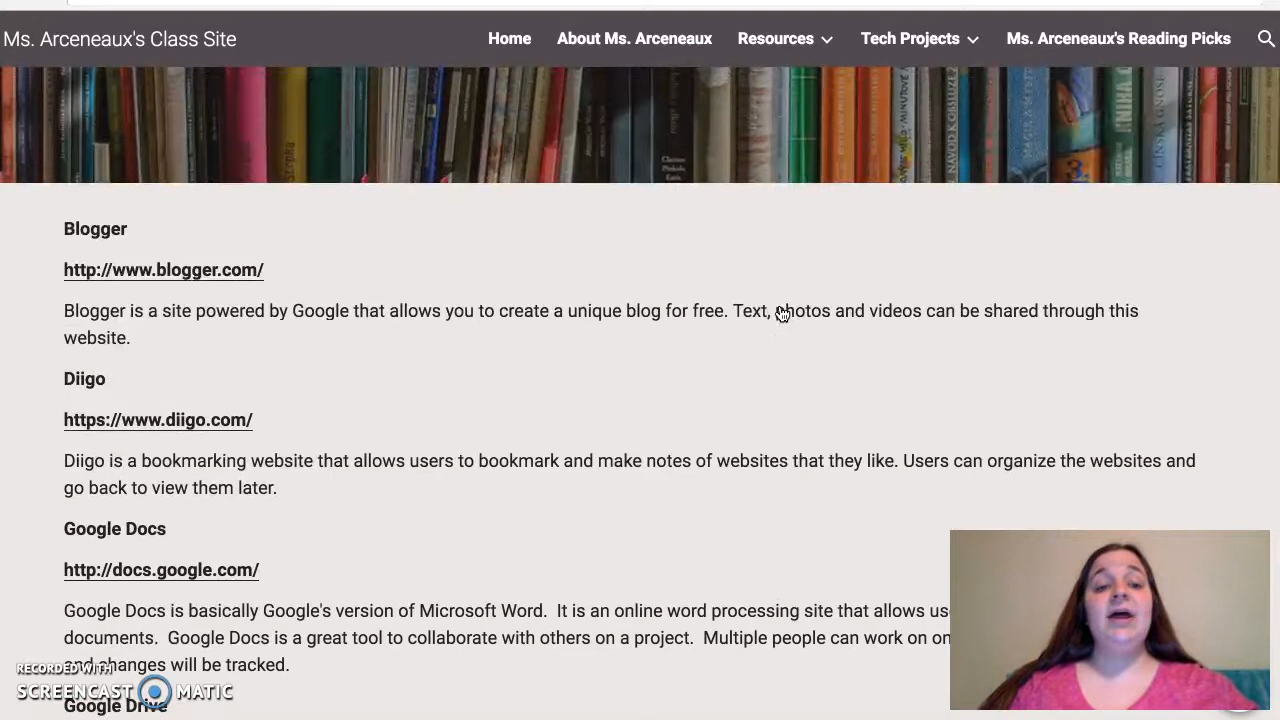 Ms. Arceneaux's Class Site
Home About Ms. Arceneaux Resources Tech Projects Ms. Arceneaux's Reading Picks
Blogger
http://www.blogger.com/
Blogger is a site powered by Google that allows you to create a unique blog for free. Text, photos and videos can be shared through this
website.
Diigo
https://www.diigo.com/
Diigo is a bookmarking website that allows users to bookmark and make notes of websites that they like. Users can organize the websites and
go back to view them later.
Google Docs
http://docs.google.com/
Google Docs is basically Google's version of Microsoft Word. It is an online word processing site that allows
documents. Google Docs is a great tool to collaborate with others on a project. Multiple people can work on
and changes will be tracked.
RECORDED WITH
SCREENCAST MATIC
Google Drive